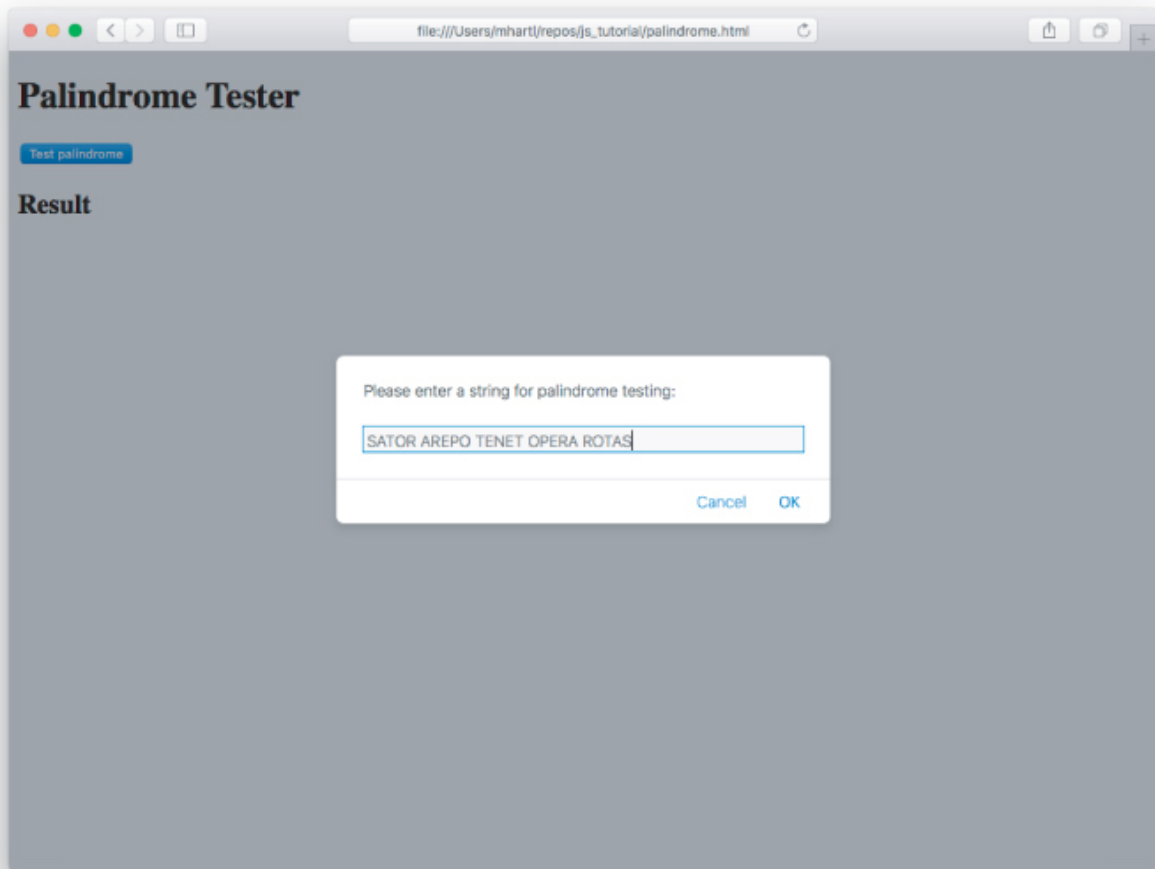 file:///Users/mhartl/repos/js_tutorial/palindrome.html
Palindrome Tester
Test palindrome
Result
Please enter a string for palindrome testing:
SATOR AREPO TENET OPERA ROTAS
Cancel OK